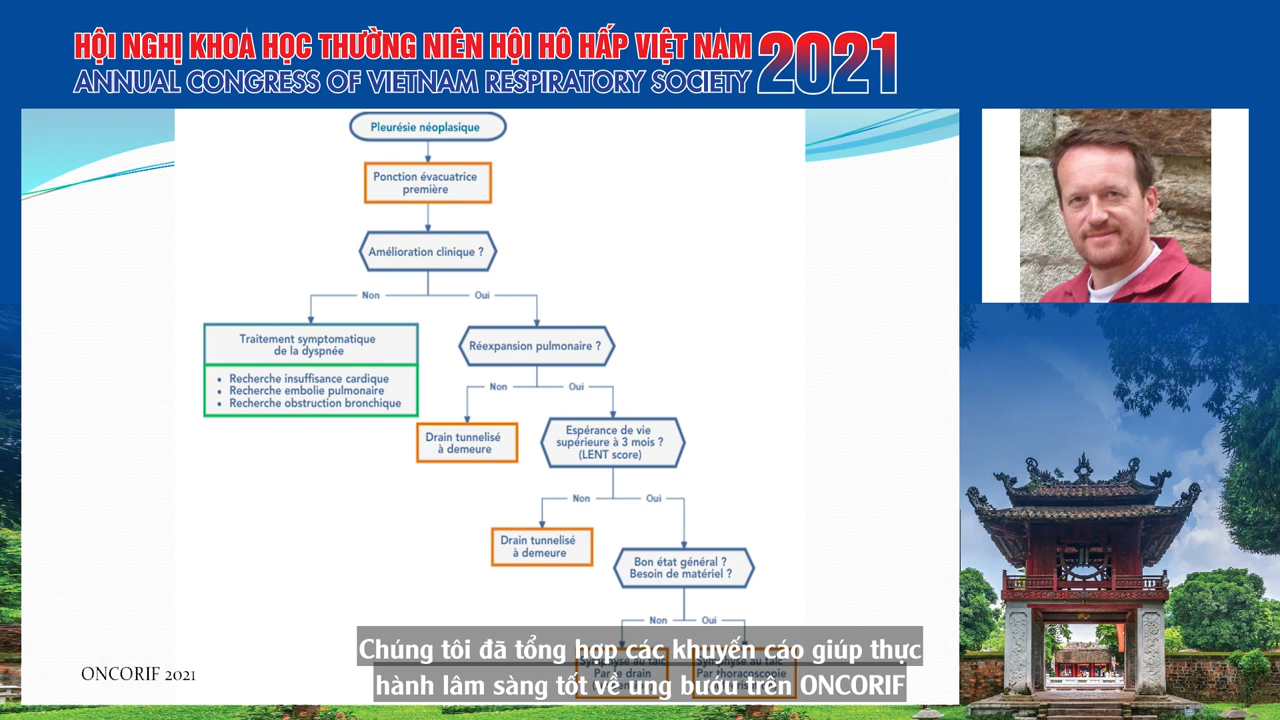 HỘI NGHỊ KHOA HỌC THƯỜNG NIÊN HỘI HÔ HẤP VIỆT NAM 2021
ANNUAL CONGRESS OF VIETNAM RESPIRATORY SOCIETY
Pleurésie néoplasique
Ponction évacuatrice
première
Amélioration clinique ?
Non
Oui
Traitement symptomatique
de la dyspnée
• Recherche insuffisance cardique
• Recherche embolie pulmonaire
• Recherche obstruction bronchique
Réexpansion pulmonaire ?
Non
Oui
Drain tunnelisé
à demeure
Espérance de vie
supérieure à 3 mois ?
(LENT score)
Non
Oui
Drain tunnelisé
à demeure
Bon état général ?
Besoin de matériel ?
Non
Oui
Par thoracoscopie
ONCORIF 2021
Chúng tôi đã tổng hợp các khuyến cáo giúp thực
hành lâm sàng tốt về ung bướu trên ONCORIF